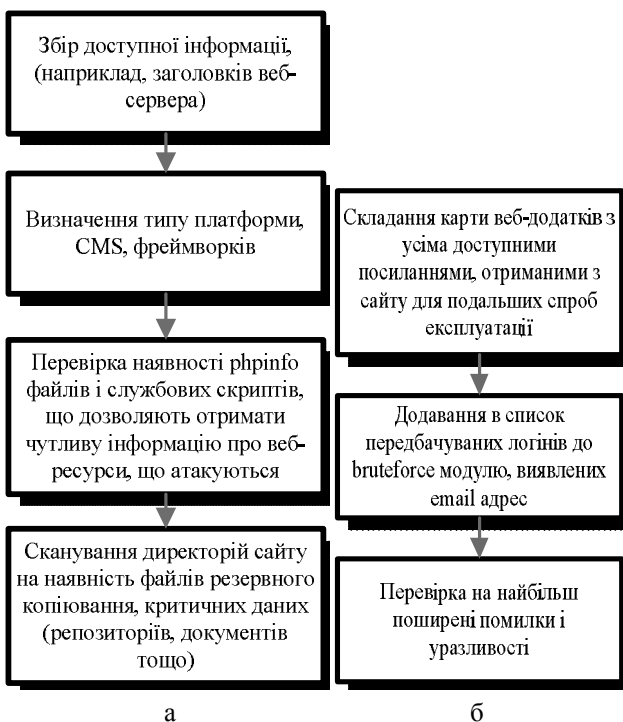 Збір доступної інформації,
(наприклад, заголовків веб-
сервера)
Визначення типу платформи,
CMS, фреймворків
Перевірка наявності phpinfo
файлів і службових скриптів,
що дозволяють отримати
чутливу інформацію про веб-
ресурси, що атакуються
Сканування директорій сайту
на наявність файлів резервного
копіювання, критичних даних
(репозиторіїв, документів
тощо)
а
Складання карти веб-додатків з
усіма доступними
посиланнями, отриманими з
сайту для подальших спроб
експлуатації
Додавання в список
передбачуваних логінів до
bruteforce модулю, виявлених
email адрес
Перевірка на найбільш
поширені помилки і
уразливості
б